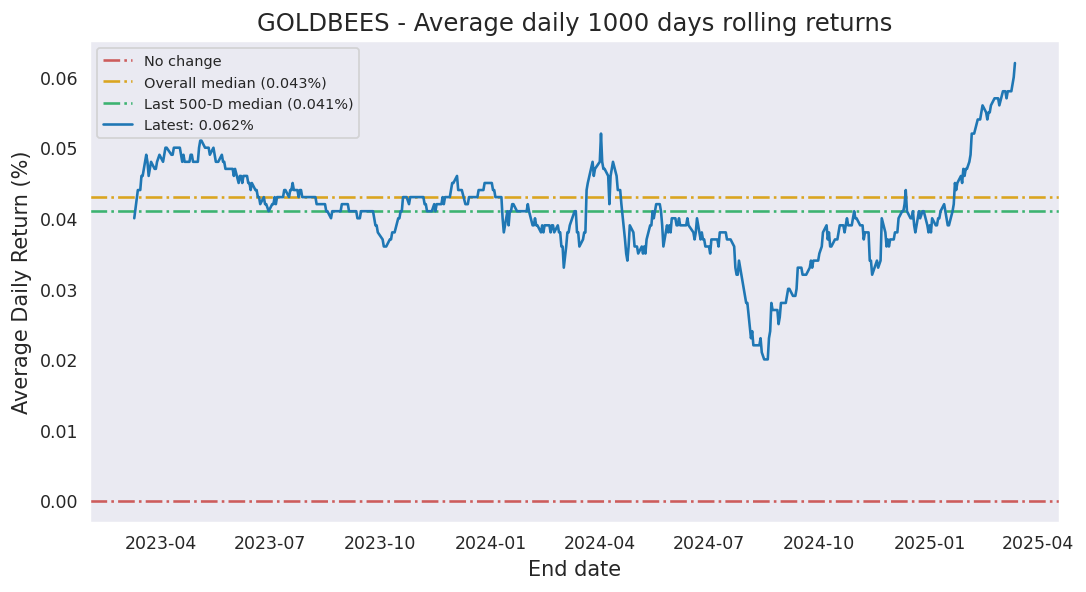 GOLDBEES - Average daily 1000 days rolling returns
No change
Overall median (0.043%)
Last 500-D median (0.041%)
Latest: 0.062%
Average Daily Return (%)
0.06
0.05
0.04
0.03
0.02
0.01
0.00
2023-04 2023-07 2023-10 2024-01 2024-04 2024-07 2024-10 2025-01 2025-04
End date